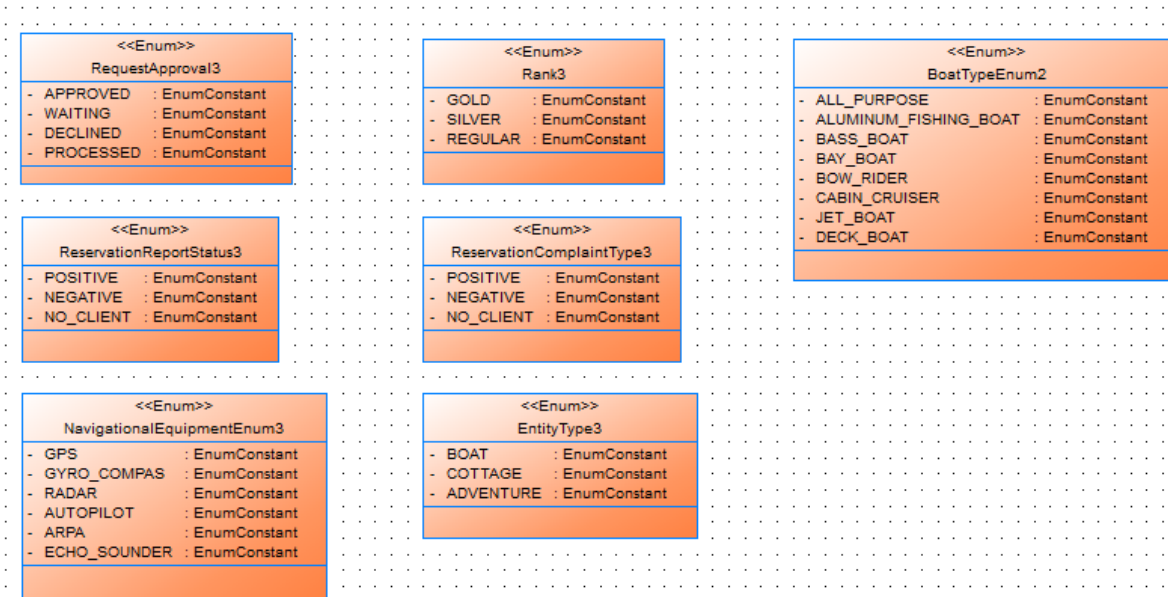 <<Enum>>
RequestApproval3
- APPROVED : EnumConstant
- WAITING : EnumConstant
- DECLINED : EnumConstant
- PROCESSED : EnumConstant
<<Enum>>
Rank3
- GOLD : EnumConstant
- SILVER : EnumConstant
- REGULAR : EnumConstant
<<Enum>>
BoatTypeEnum2
- ALL_PURPOSE : EnumConstant
- ALUMINUM_FISHING_BOAT : EnumConstant
- BASS_BOAT : EnumConstant
- BAY_BOAT : EnumConstant
- BOW_RIDER : EnumConstant
- CABIN_CRUISER : EnumConstant
- JET_BOAT : EnumConstant
- DECK_BOAT : EnumConstant
<<Enum>>
ReservationReportStatus3
- POSITIVE : EnumConstant
- NEGATIVE : EnumConstant
- NO_CLIENT : EnumConstant
<<Enum>>
ReservationComplaintType3
- POSITIVE : EnumConstant
- NEGATIVE : EnumConstant
- NO_CLIENT : EnumConstant
<<Enum>>
NavigationalEquipmentEnum3
- GPS : EnumConstant
- GYRO_COMPAS : EnumConstant
- RADAR : EnumConstant
- AUTOPILOT : EnumConstant
- ARPA : EnumConstant
- ECHO_SOUNDER : EnumConstant
<<Enum>>
EntityType3
- BOAT : EnumConstant
- COTTAGE : EnumConstant
- ADVENTURE : EnumConstant